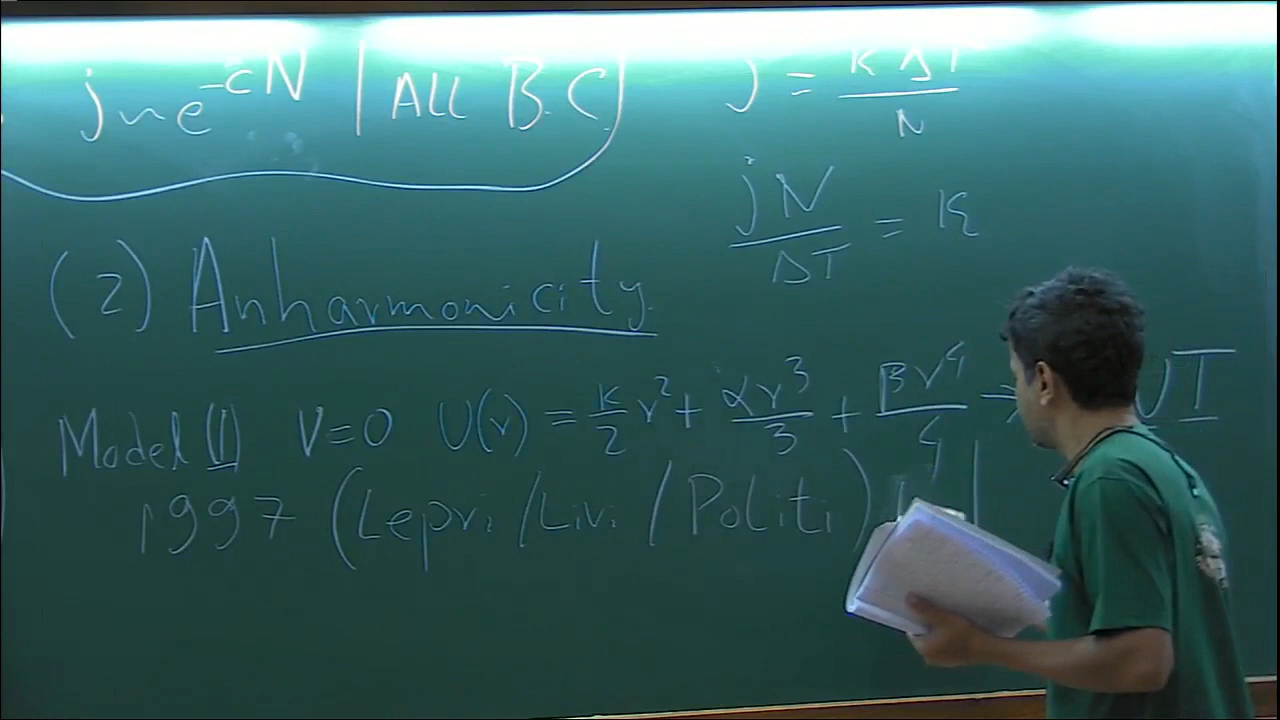 j ~ e^{-cN} | ALL B.C.
j = κΔT/N
jN/ΔT = κ
(2) Anharmonicity
Model (1) V=0 U(r) = k/2 r² + αr³/3 + βr⁴/4 →
1997 (Lepri/Livi/Politi)